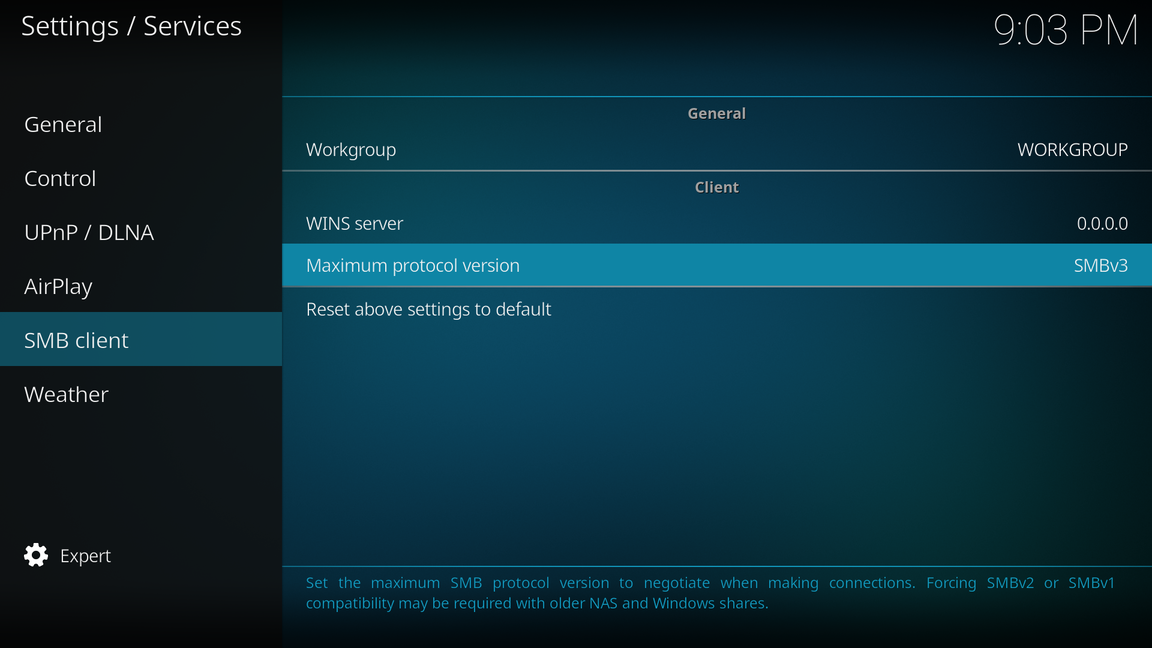 Settings / Services
9:03 PM
General
Control
UPnP / DLNA
AirPlay
SMB client
Weather
Expert
General
Workgroup WORKGROUP
Client
WINS server 0.0.0.0
Maximum protocol version SMBv3
Reset above settings to default
Set the maximum SMB protocol version to negotiate when making connections. Forcing SMBv2 or SMBv1
compatibility may be required with older NAS and Windows shares.